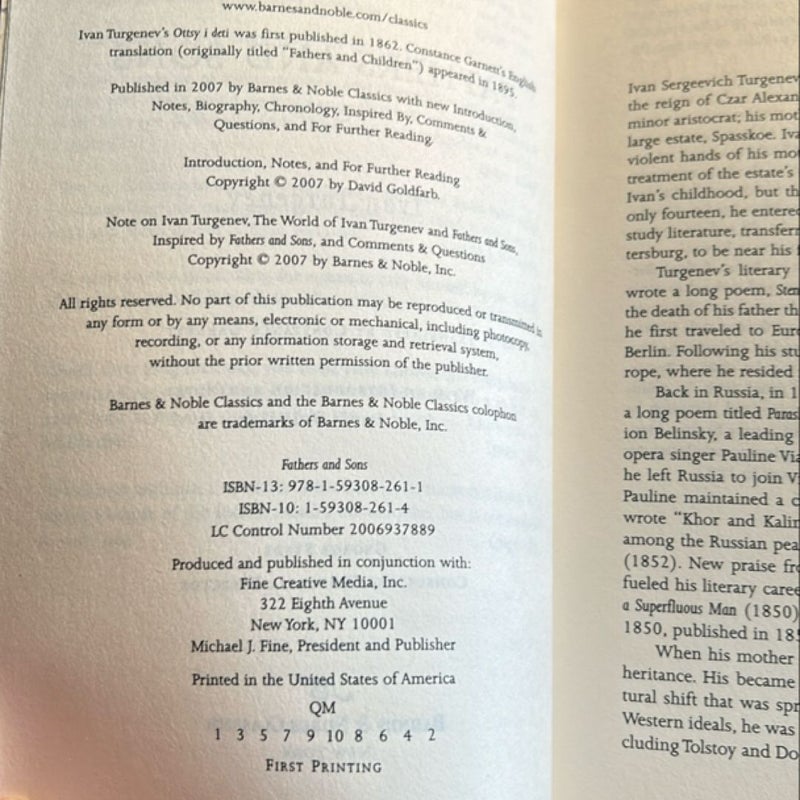 www.barnesandnoble.com/classics
Ivan Turgenev's Ottsy i deti was first published in 1862. Constance Garnett's English
translation (originally titled "Fathers and Children") appeared in 1895.
Published in 2007 by Barnes & Noble Classics with new Introduction,
Notes, Biography, Chronology, Inspired By, Comments &
Questions, and For Further Reading.
Introduction, Notes, and For Further Reading
Copyright © 2007 by David Goldfarb.
Note on Ivan Turgenev, The World of Ivan Turgenev and Fathers and Sons,
Inspired by Fathers and Sons, and Comments & Questions
Copyright © 2007 by Barnes & Noble, Inc.
All rights reserved. No part of this publication may be reproduced or transmitted in
any form or by any means, electronic or mechanical, including photocopy,
recording, or any information storage and retrieval system,
without the prior written permission of the publisher.
Barnes & Noble Classics and the Barnes & Noble Classics colophon
are trademarks of Barnes & Noble, Inc.
Fathers and Sons
ISBN-13: 978-1-59308-261-1
ISBN-10: 1-59308-261-4
LC Control Number 2006937889
Produced and published in conjunction with:
Fine Creative Media, Inc.
322 Eighth Avenue
New York, NY 10001
Michael J. Fine, President and Publisher
Printed in the United States of America
QM
1 3 5 7 9 10 8 6 4 2
FIRST PRINTING
Ivan Sergeevich Turgenev
the reign of Czar Alexan
minor aristocrat; his mot
large estate, Spasskoe. Iva
violent hands of his mo
treatment of the estate's
Ivan's childhood, but th
only fourteen, he entered
study literature, transferr
tersburg, to be near his f
Turgenev's literary
wrote a long poem, Sten
the death of his father th
he first traveled to Euro
Berlin. Following his stu
rope, where he resided
Back in Russia, in 1
a long poem titled Paras
ion Belinsky, a leading
opera singer Pauline Via
he left Russia to join V
Pauline maintained a c
wrote "Khor and Kalin
among the Russian pea
(1852). New praise fro
fueled his literary caree
a Superfluous Man (1850)
1850, published in 185
When his mother
heritance. His became
tural shift that was spr
Western ideals, he was
cluding Tolstoy and Do